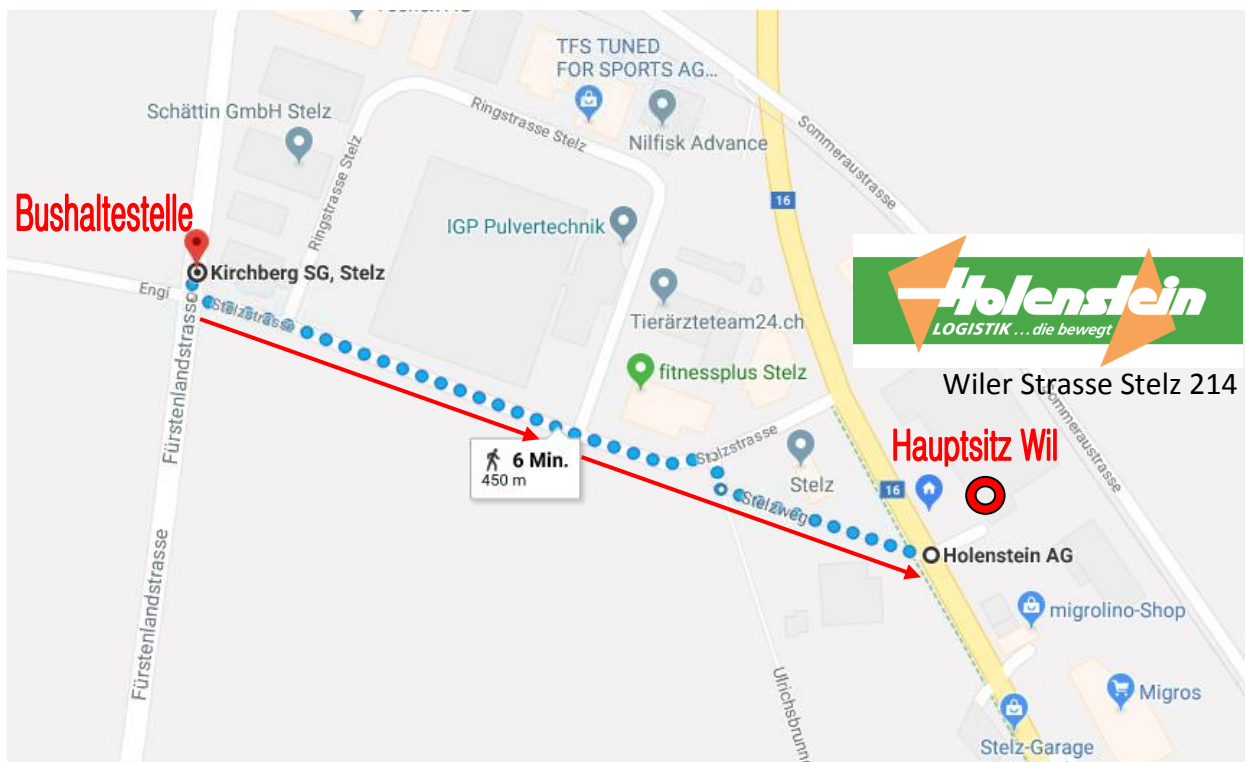 TFS TUNED
FOR SPORTS AG...
Schättin GmbH Stelz
Ringstrasse Stelz
Nilfisk Advance
Sommeraustrasse
Ringstrasse Stelz
16
Bushaltestelle
IGP Pulvertechnik
Kirchberg SG, Stelz
Engi
Stelzstrasse
Fürstenlandstrasse
Tierärzteteam24.ch
Holenstein
LOGISTIK ... die bewegt
fitnessplus Stelz
Wiler Strasse Stelz 214
Sommeraustrasse
Stelzstrasse
Hauptsitz Wil
6 Min.
450 m
Stelz
16
Stelzweg
Holenstein AG
Fürstenlandstrasse
migrolino-Shop
Ulrichsbrunne
Migros
Stelz-Garage